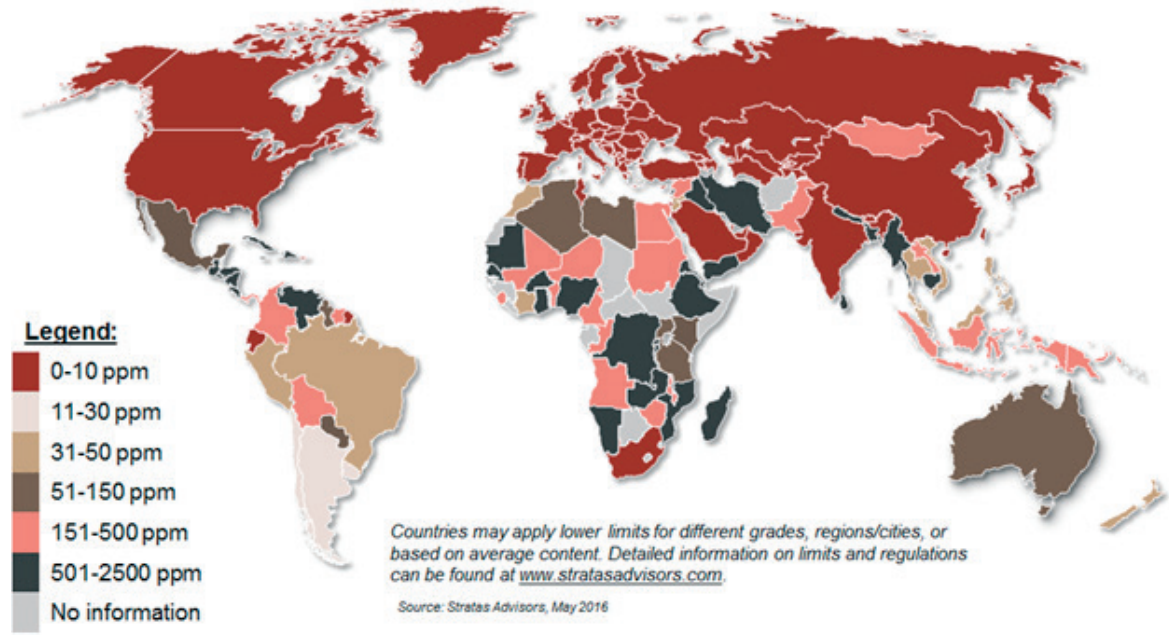 Legend:
0-10 ppm
11-30 ppm
31-50 ppm
51-150 ppm
151-500 ppm
501-2500 ppm
No information
Countries may apply lower limits for different grades, regions/cities, or
based on average content. Detailed information on limits and regulations
can be found at www.stratasadvisors.com.
Source: Stratas Advisors, May 2016